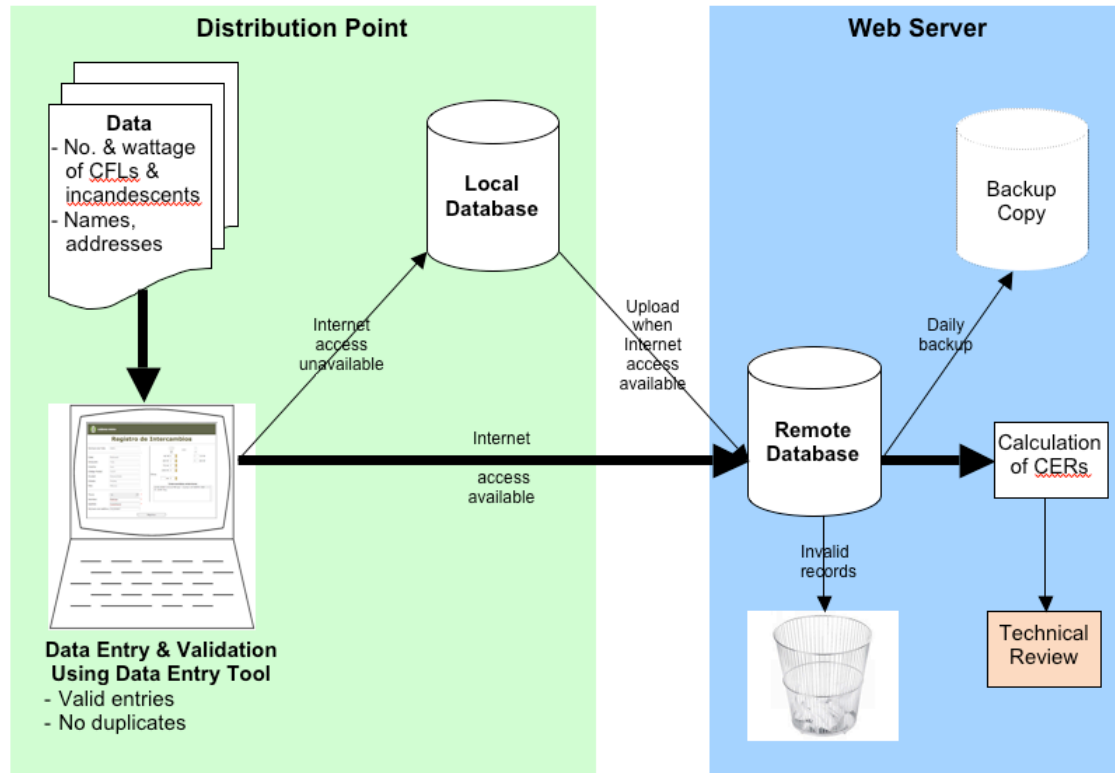 Distribution Point
Web Server
Data
- No. & wattage
of CFLs &
incandescents
- Names,
addresses
Local
Database
Backup
Copy
Internet
access
unavailable
Upload
when
Internet
access
available
Daily
backup
Registro de Intercambios
Internet
access
available
Remote
Database
Calculation
of CERs
Invalid
records
Technical
Review
Data Entry & Validation
Using Data Entry Tool
- Valid entries
- No duplicates